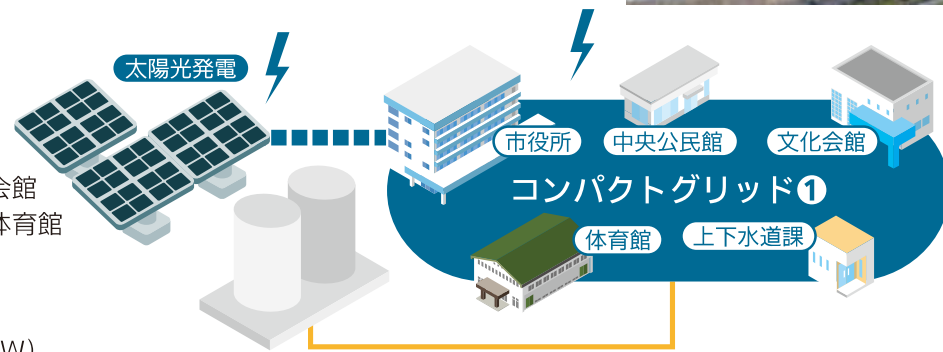 太陽光発電
市役所
中央公民館
文化会館
コンパクトグリッド❶
会館
体育館
体育館
上下水道課
W）